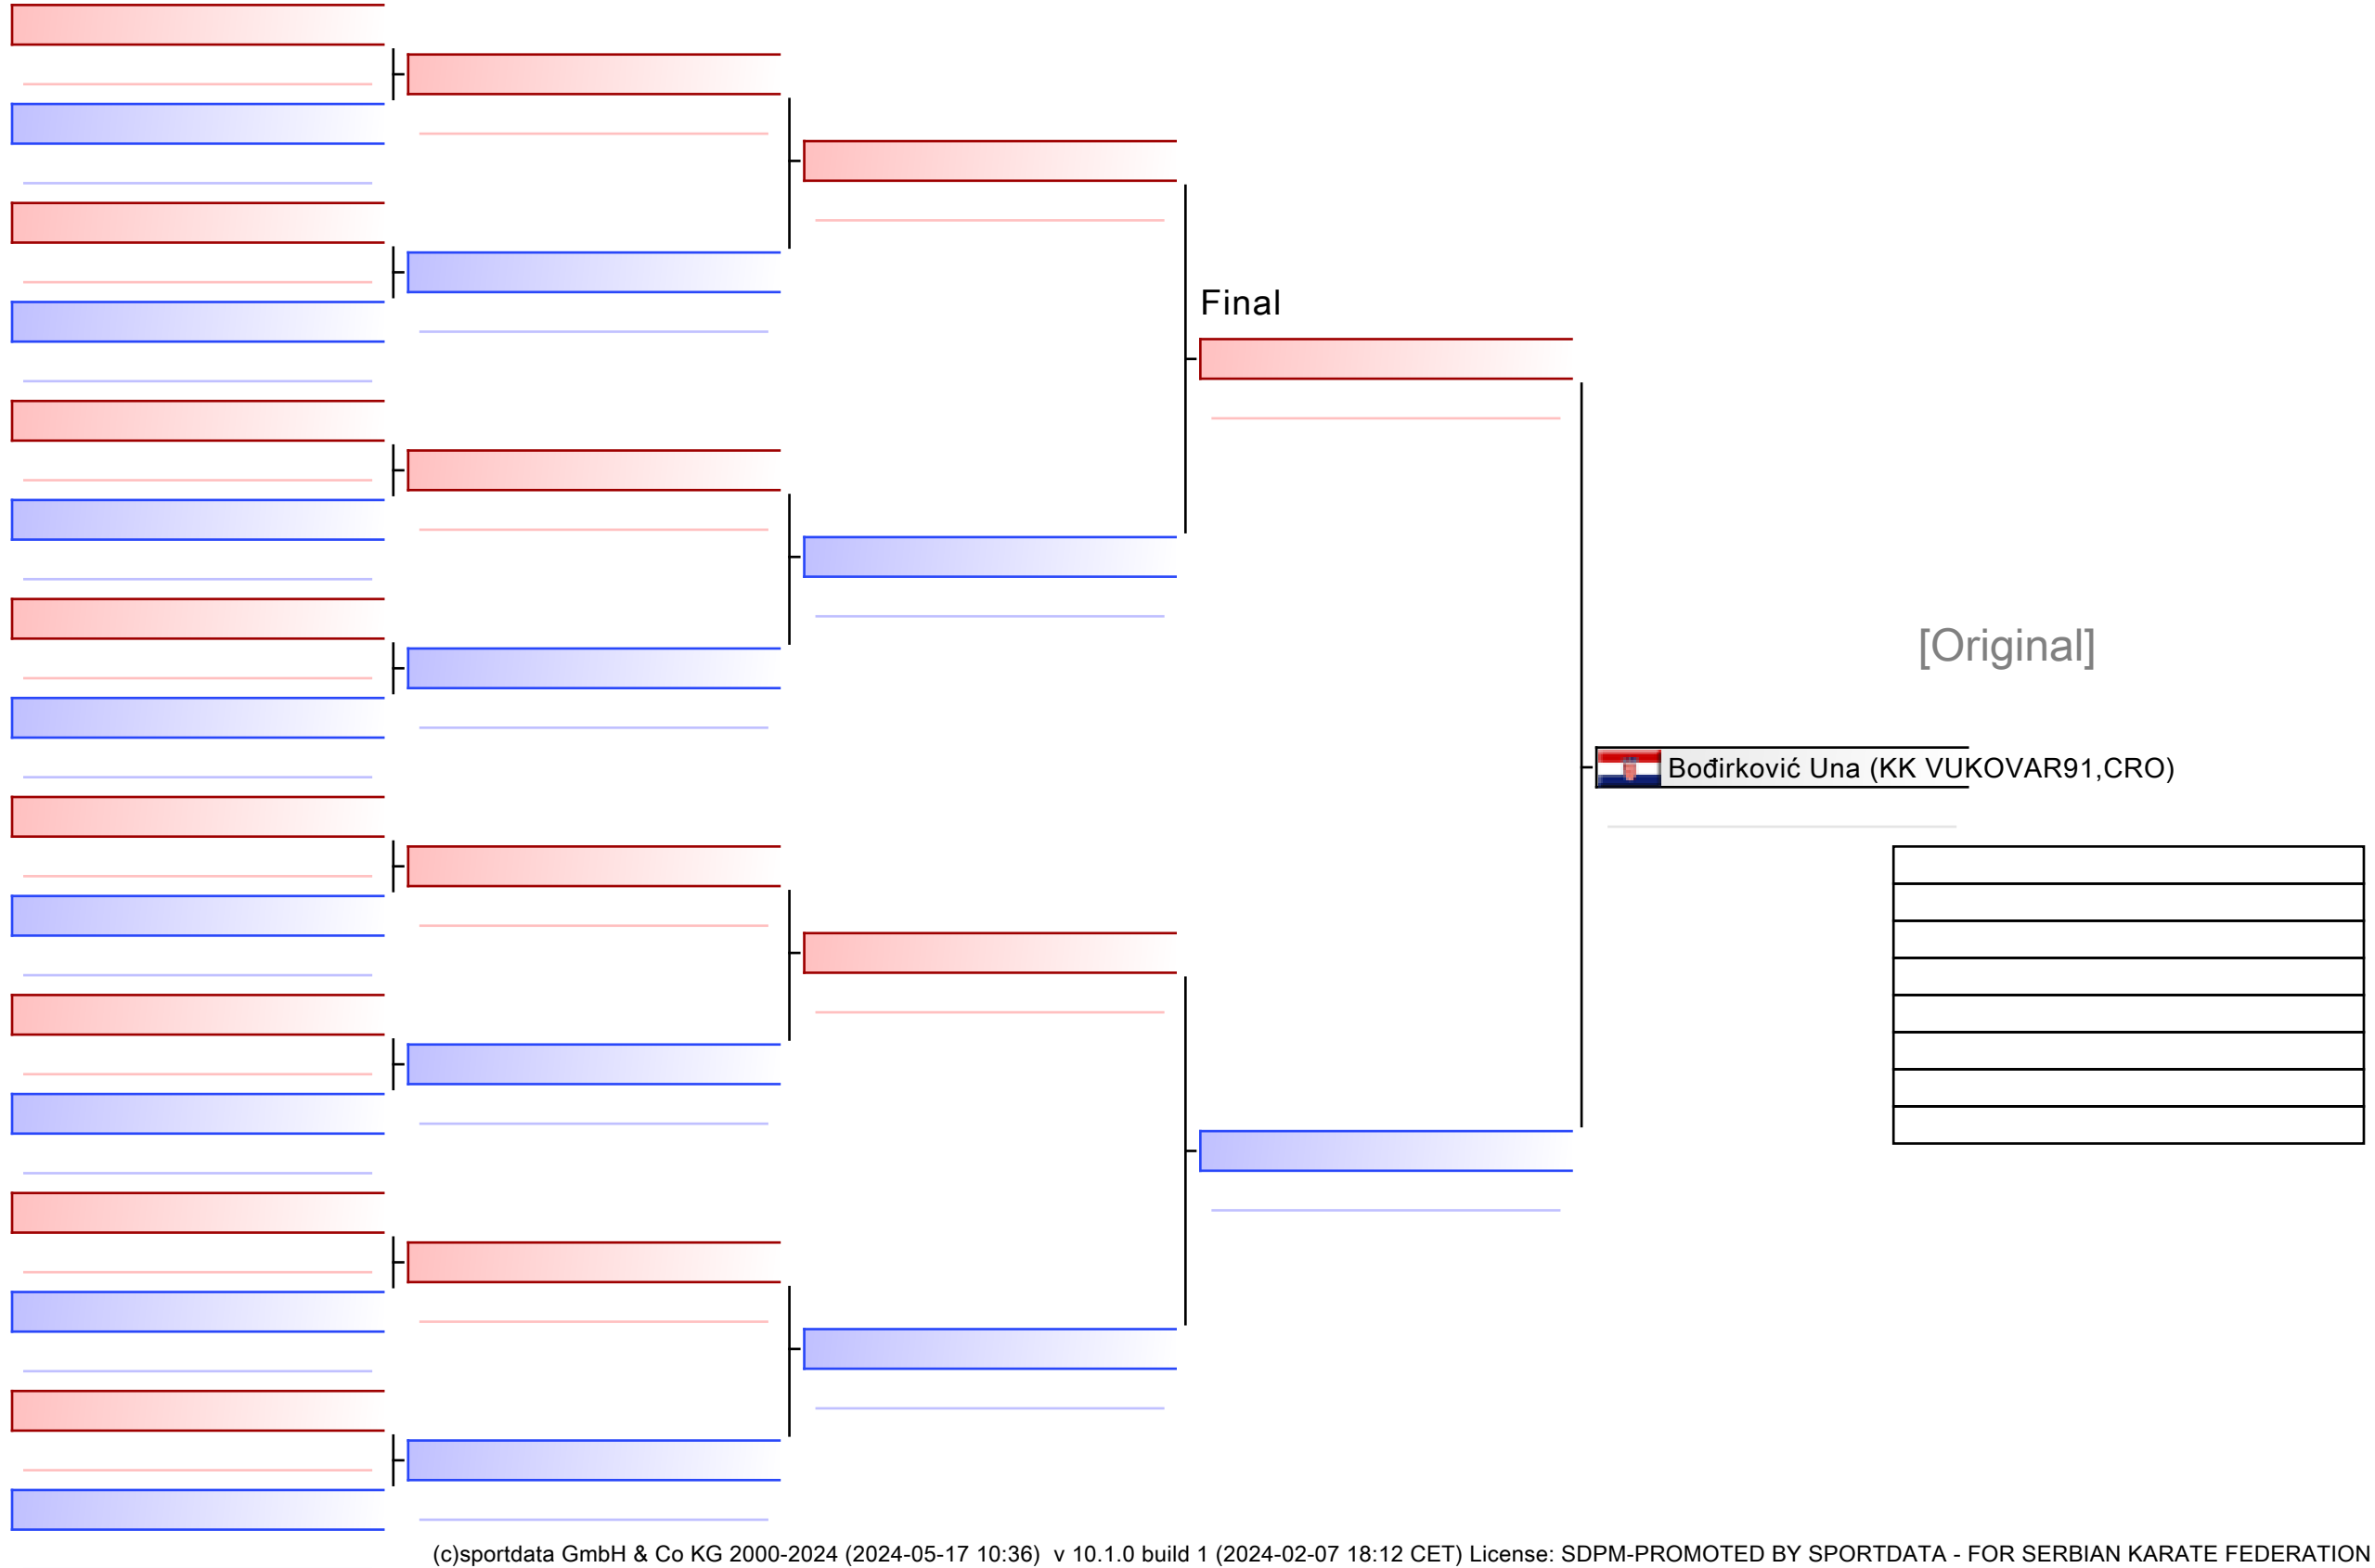 Final
[Original]
Bođirković Una (KK VUKOVAR91,CRO)
(c)sportdata GmbH & Co KG 2000-2024 (2024-05-17 10:36)  v 10.1.0 build 1 (2024-02-07 18:12 CET) License: SDPM-PROMOTED BY SPORTDATA - FOR SERBIAN KARATE FEDERATION